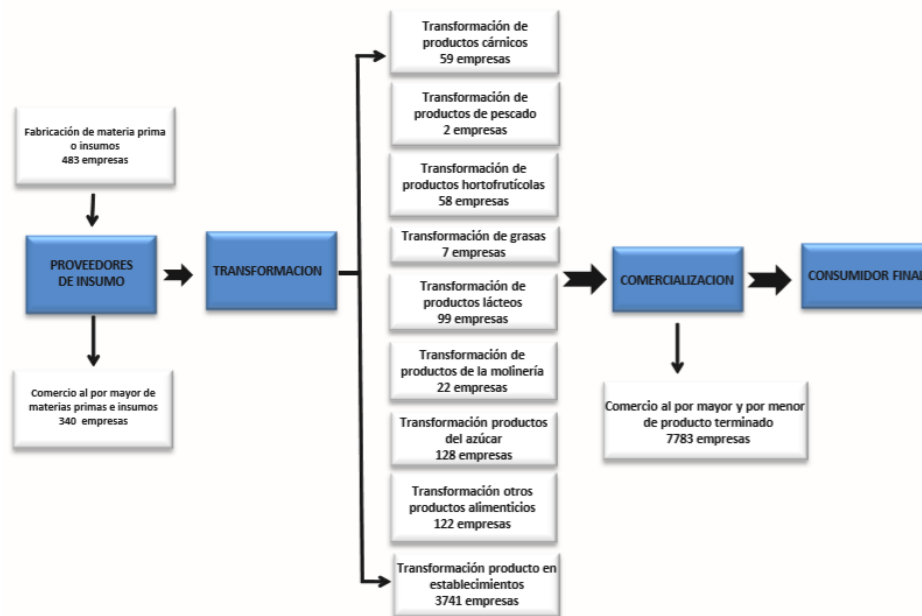 Fabricación de materia prima
o insumos
483 empresas
PROVEEDORES
DE INSUMO
Comercio al por mayor de
materias primas e insumos
340 empresas
TRANSFORMACION
Transformación de
productos cárnicos
59 empresas
Transformación de
productos de pescado
2 empresas
Transformación de
productos hortofrutícolas
58 empresas
Transformación de grasas
7 empresas
Transformación de
productos lácteos
99 empresas
Transformación de
productos de la molinería
22 empresas
Transformación productos
del azúcar
128 empresas
Transformación otros
productos alimenticios
122 empresas
Transformación producto en
establecimientos
3741 empresas
COMERCIALIZACION
Comercio al por mayor y por menor
de producto terminado
7783 empresas
CONSUMIDOR FINAL